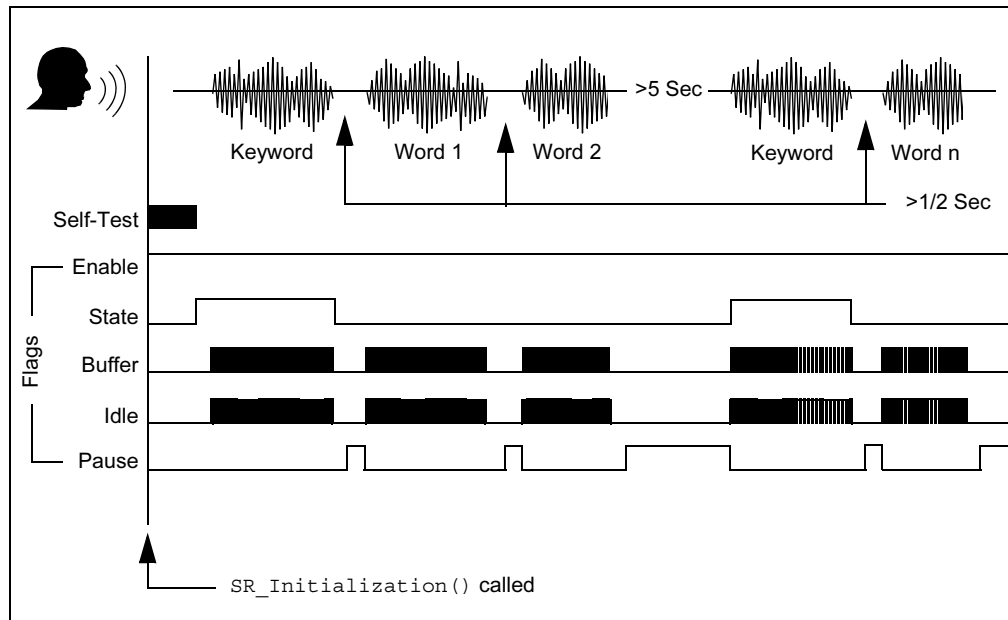 >5 Sec
Keyword
Word 1
Word 2
Keyword
Word n
>1/2 Sec
Self-Test
Flags
Enable
State
Buffer
Idle
Pause
SR_Initialization() called